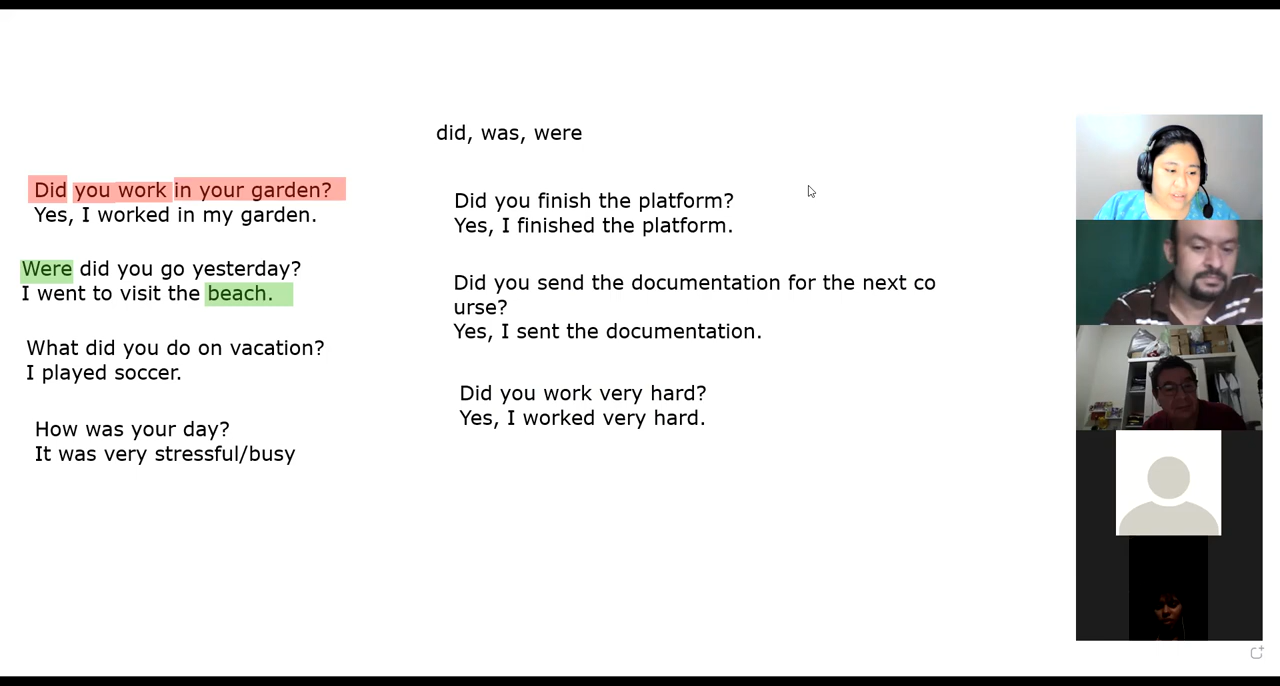 did, was, were
Did you work in your garden?
Yes, I worked in my garden.
Were did you go yesterday?
I went to visit the beach.
What did you do on vacation?
I played soccer.
How was your day?
It was very stressful/busy
Did you finish the platform?
Yes, I finished the platform.
Did you send the documentation for the next co
urse?
Yes, I sent the documentation.
Did you work very hard?
Yes, I worked very hard.